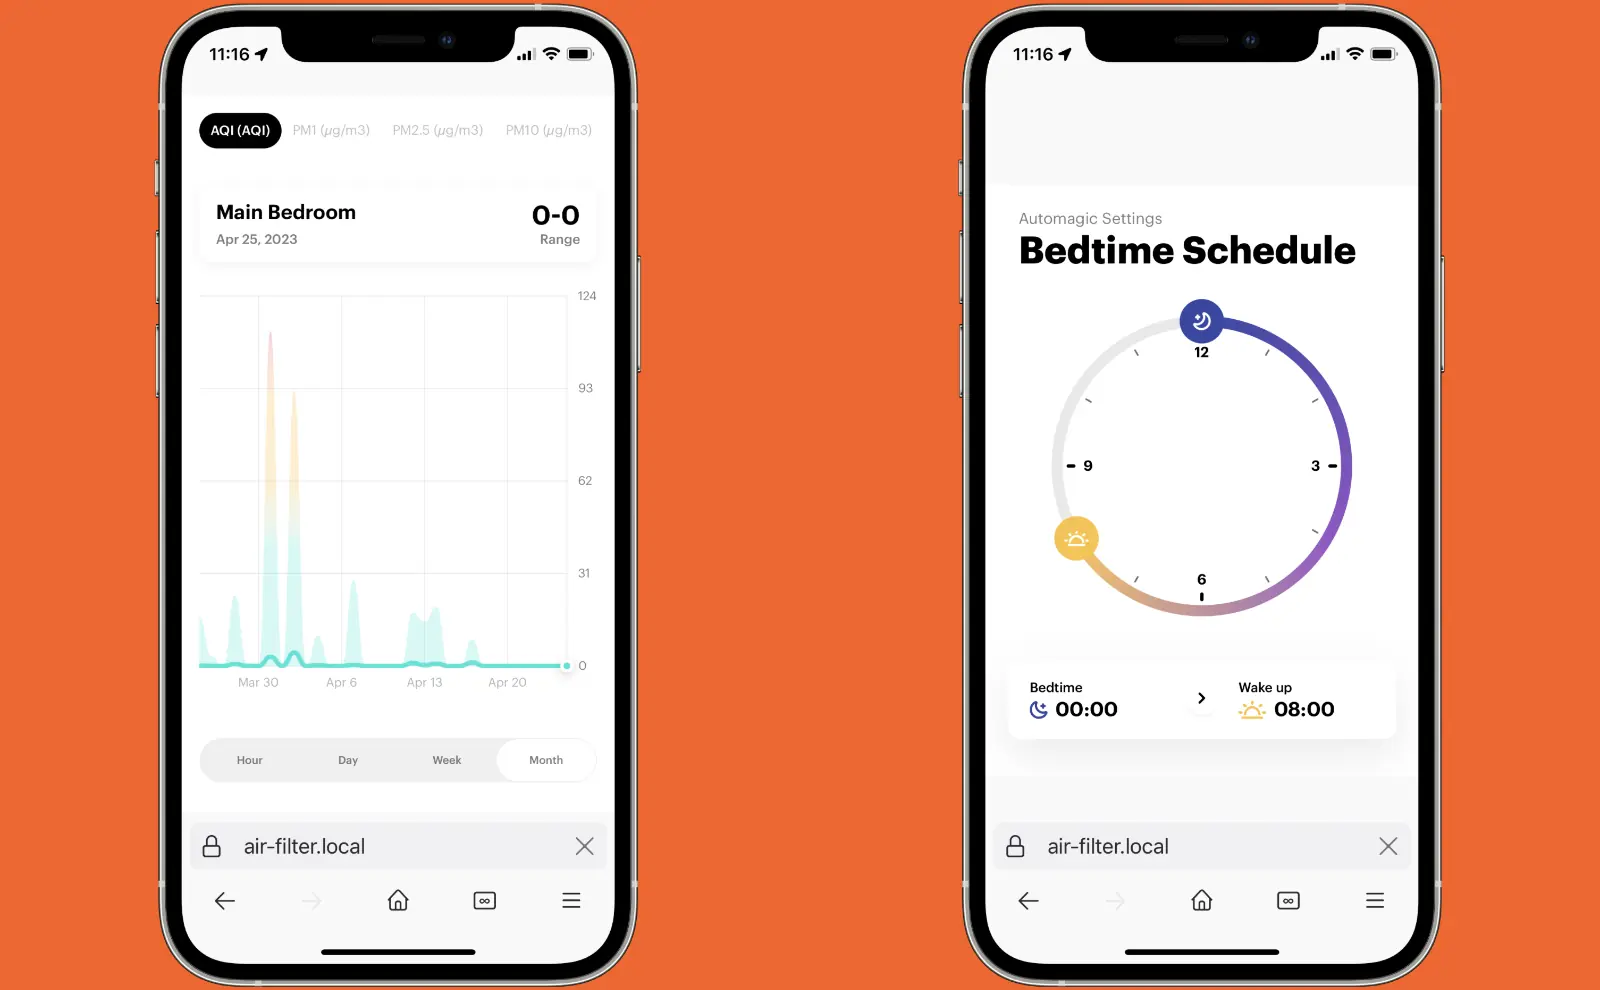 11:16
AQI (AQI) PM1 (µg/m3) PM2.5 (µg/m3) PM10 (µg/m3)
Main Bedroom
Apr 25, 2023
0-0
Range
124
93
62
31
0
Mar 30 Apr 6 Apr 13 Apr 20
Hour Day Week Month
air-filter.local
11:16
Automagic Settings
Bedtime Schedule
12
9 3
6
Bedtime
00:00
Wake up
08:00
air-filter.local